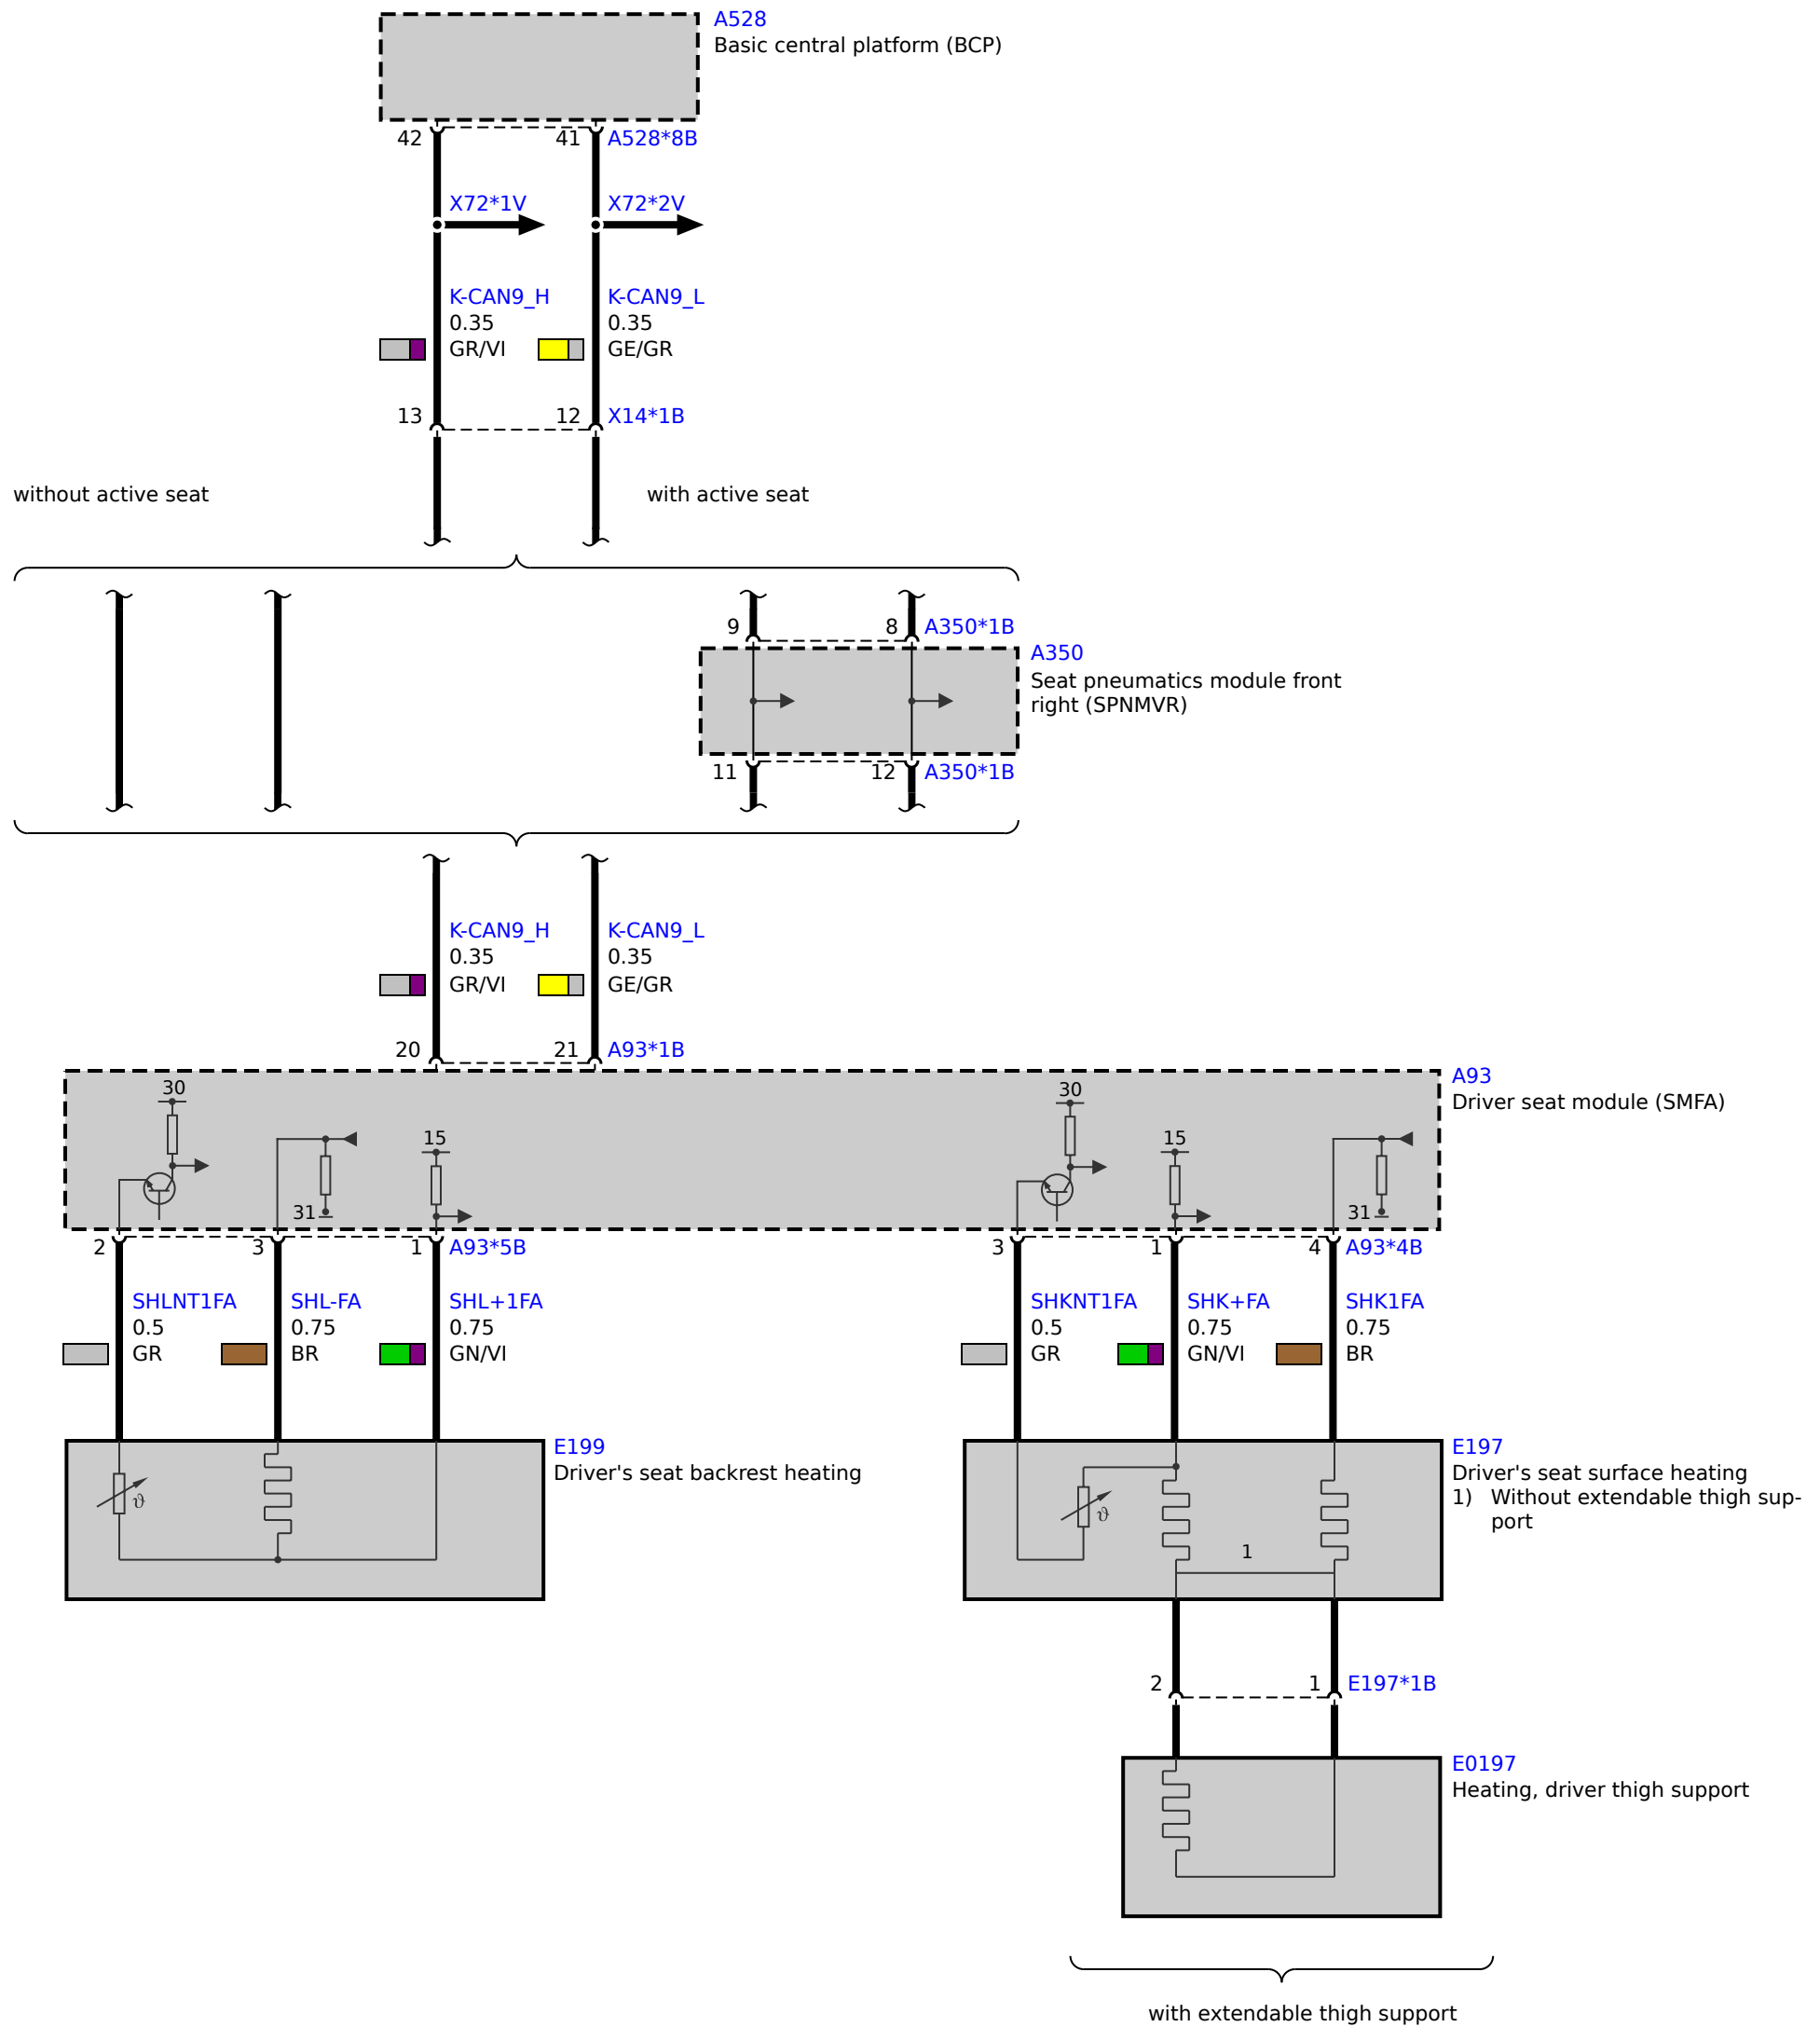 A528
Basic central platform (BCP)
42
41
A528*8B
X72*1V
X72*2V
K-CAN9_H
0.35
GR/VI
K-CAN9_L
0.35
GE/GR
13
12
X14*1B
without active seat
with active seat
9
8
A350*1B
A350
Seat pneumatics module front
right (SPNMVR)
11
12
A350*1B
K-CAN9_H
0.35
GR/VI
K-CAN9_L
0.35
GE/GR
20
21
A93*1B
A93
Driver seat module (SMFA)
30
31
15
30
15
31
2
3
1
A93*5B
3
1
4
A93*4B
SHLNT1FA
0.5
GR
SHL-FA
0.75
BR
SHL+1FA
0.75
GN/VI
SHKNT1FA
0.5
GR
SHK+FA
0.75
GN/VI
SHK1FA
0.75
BR
E199
Driver's seat backrest heating
ϑ
E197
Driver's seat surface heating
1) Without extendable thigh sup-
port
ϑ
1
2
1
E197*1B
E0197
Heating, driver thigh support
with extendable thigh support